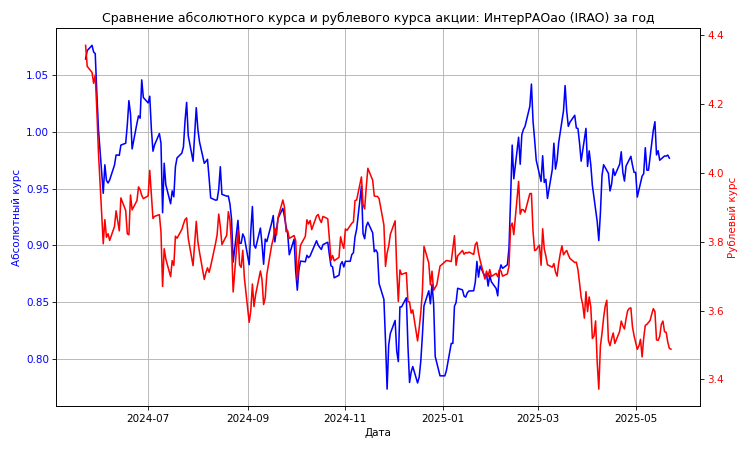 Сравнение абсолютного курса и рублевого курса акции: ИнтерРАОао (IRAO) за год
4.4
1.05
4.2
1.00
4.0
0.95
Абсолютный курс
Рублевый курс
0.90
3.8
0.85
3.6
0.80
3.4
2024-07 2024-09 2024-11 2025-01 2025-03 2025-05
Дата